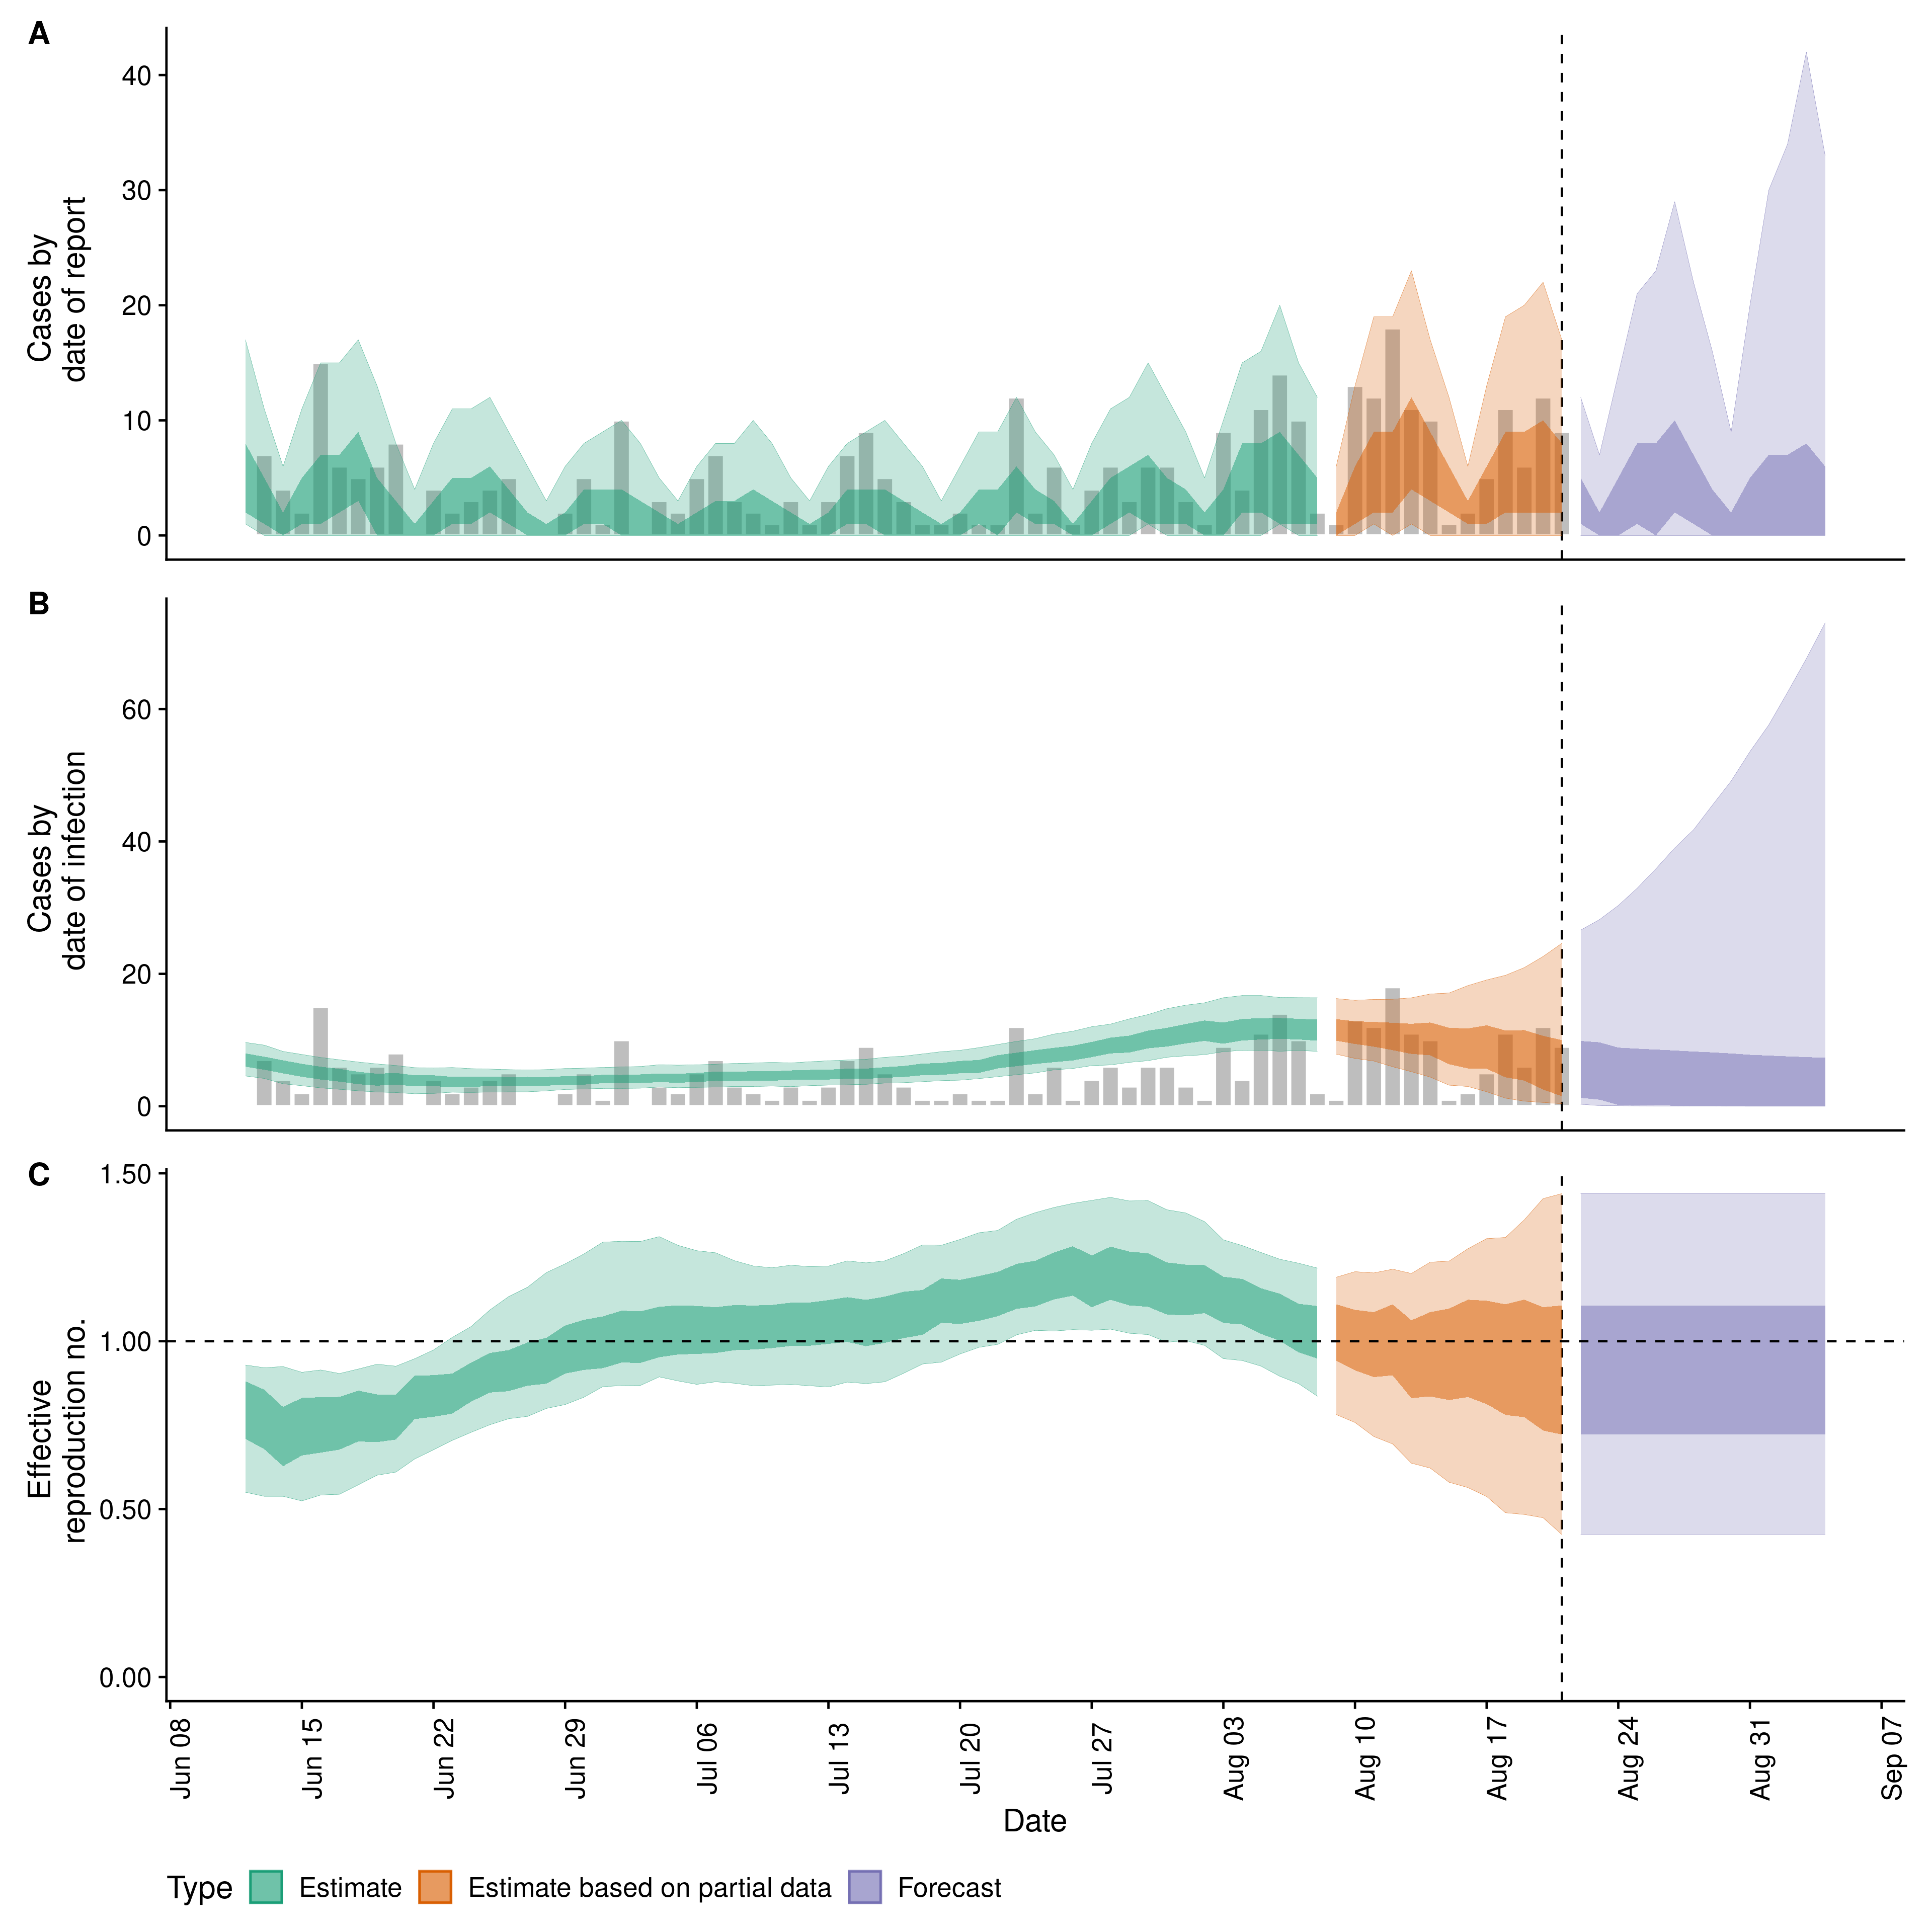 A
Cases by
date of report
40
30
20
10
0
B
Cases by
date of infection
60
40
20
0
C
Effective
reproduction no.
1.50
1.00
0.50
0.00
Jun 08
Jun 15
Jun 22
Jun 29
Jul 06
Jul 13
Jul 20
Jul 27
Aug 03
Aug 10
Aug 17
Aug 24
Aug 31
Sep 07
Date
Type Estimate Estimate based on partial data Forecast